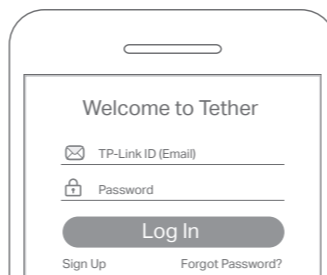 Welcome to Tether
TP-Link ID (Email)
Password
Log In
Sign Up Forgot Password?